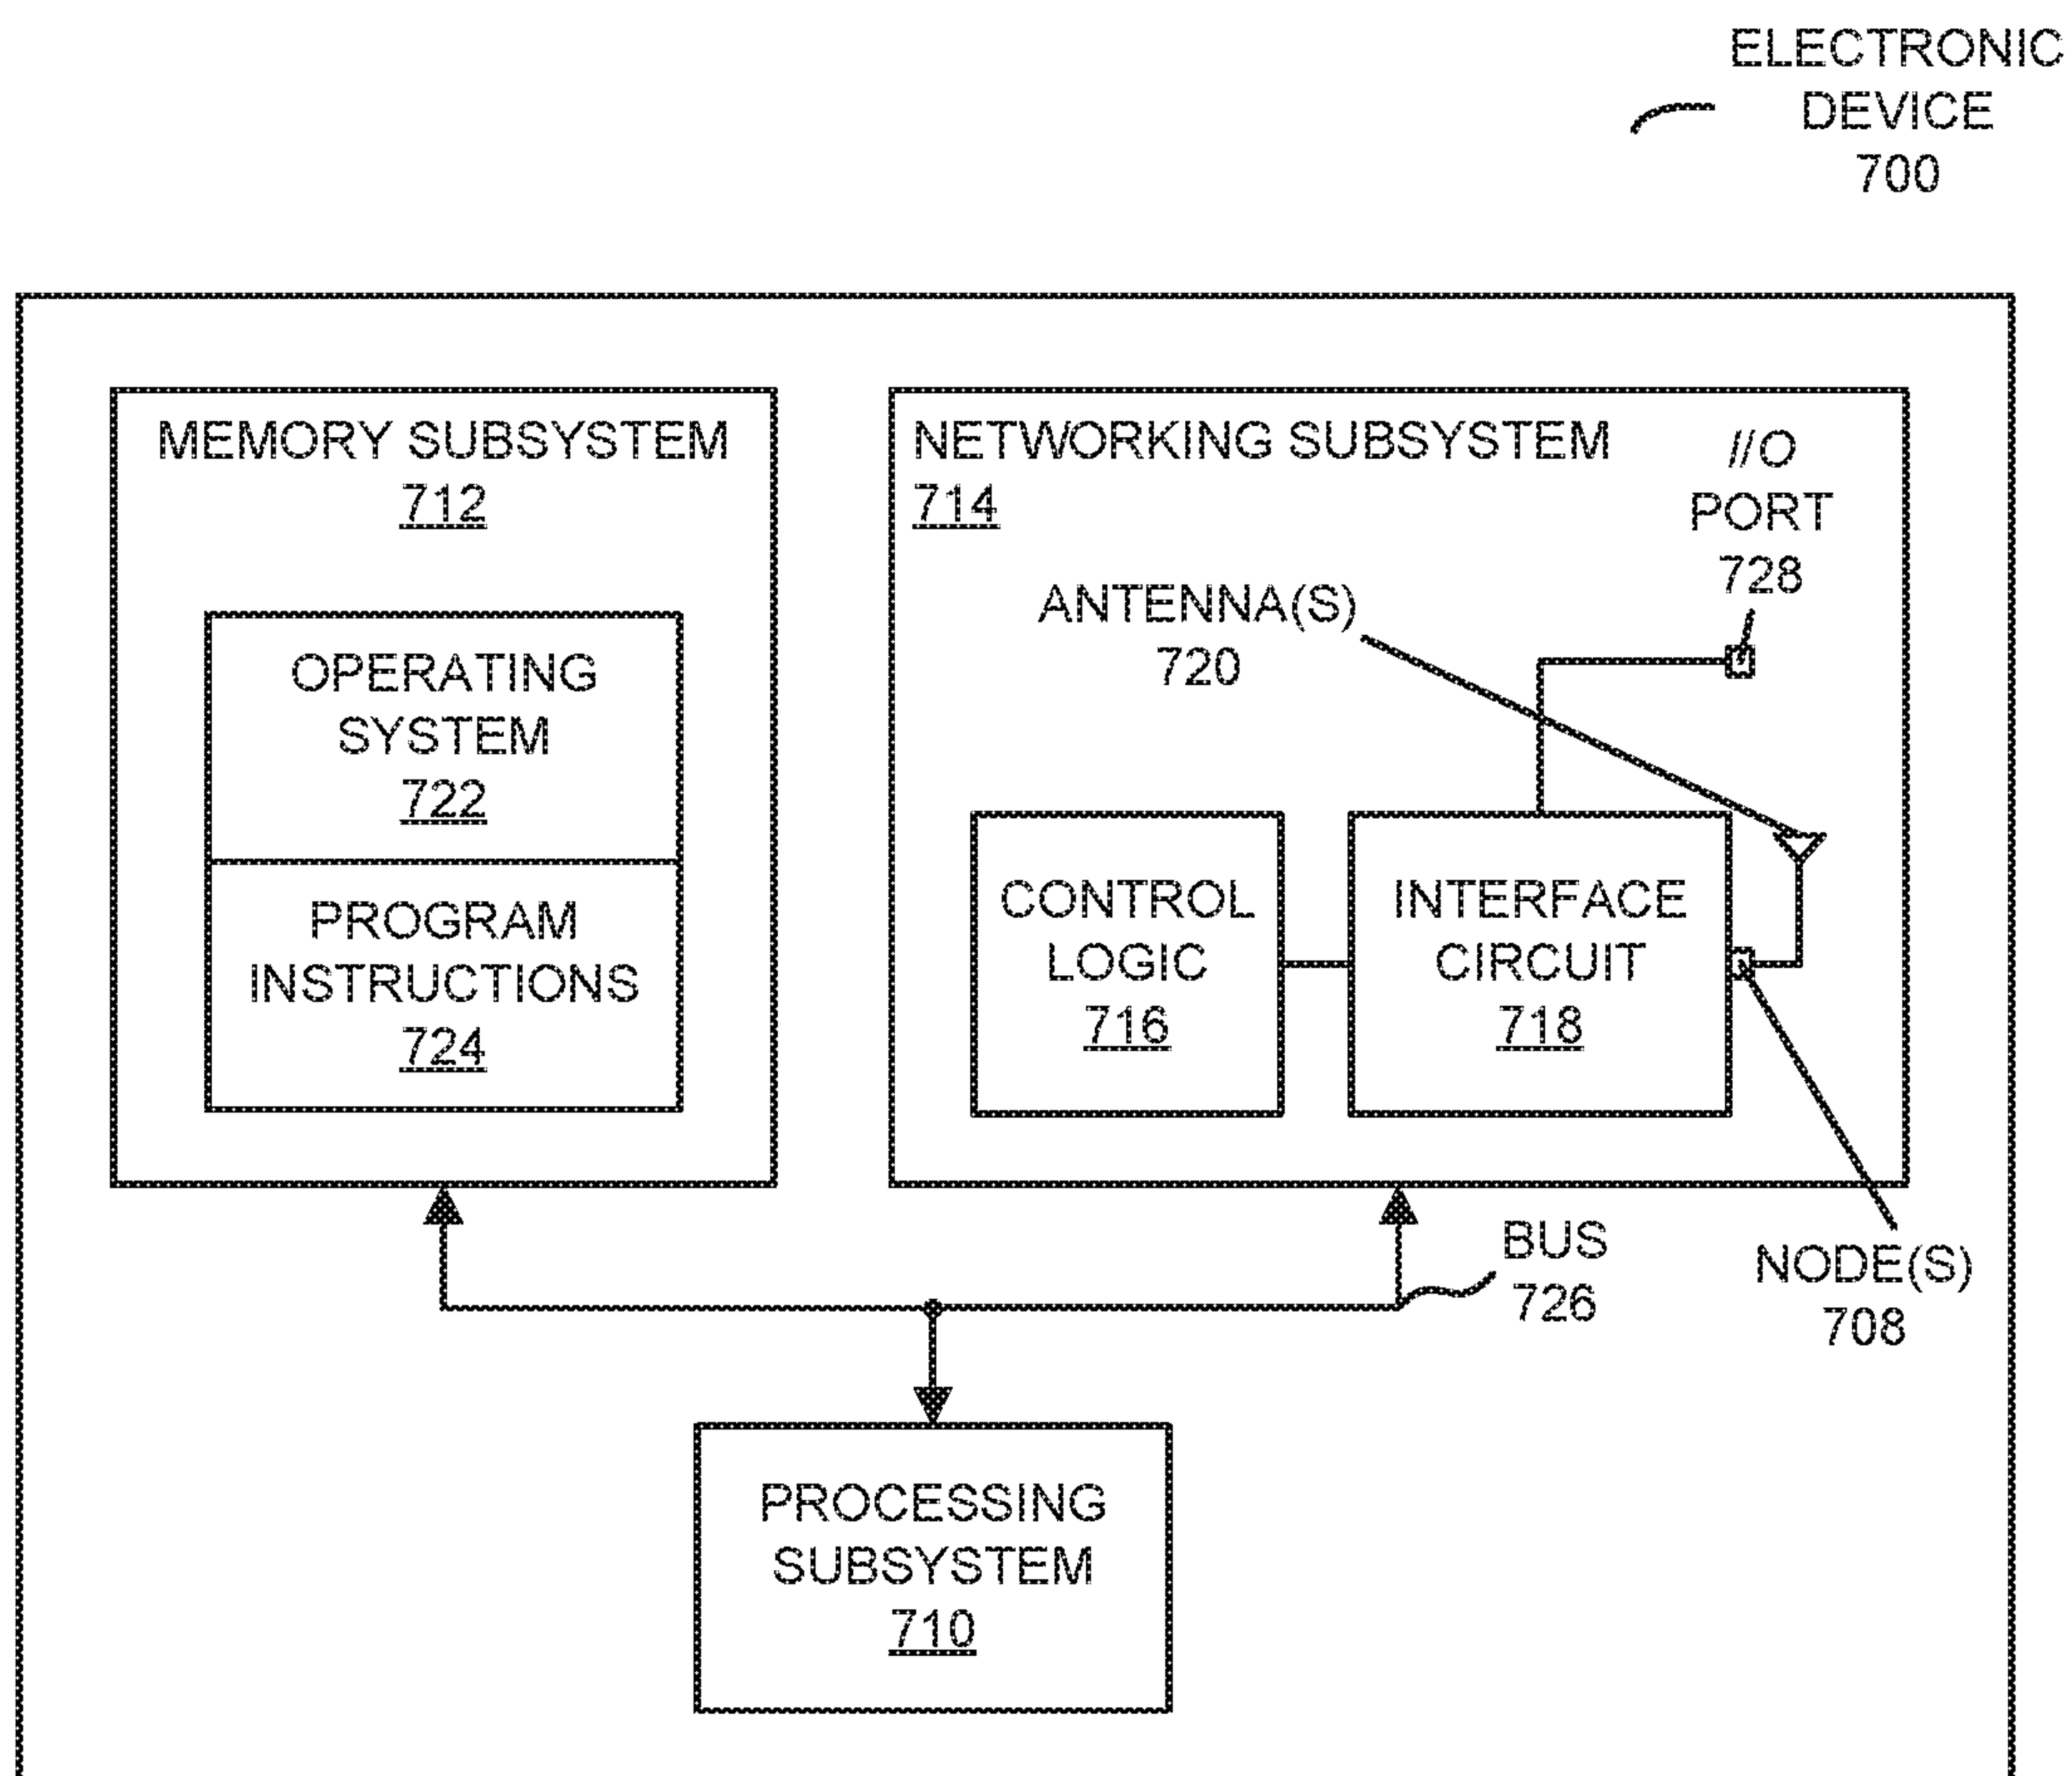 ELECTRONIC
DEVICE
700
MEMORY SUBSYSTEM
712
OPERATING
SYSTEM
722
PROGRAM
INSTRUCTIONS
724
NETWORKING SUBSYSTEM
714
I/O
PORT
728
ANTENNA(S)
720
CONTROL
LOGIC
716
INTERFACE
CIRCUIT
718
BUS
726
NODE(S)
708
PROCESSING
SUBSYSTEM
710